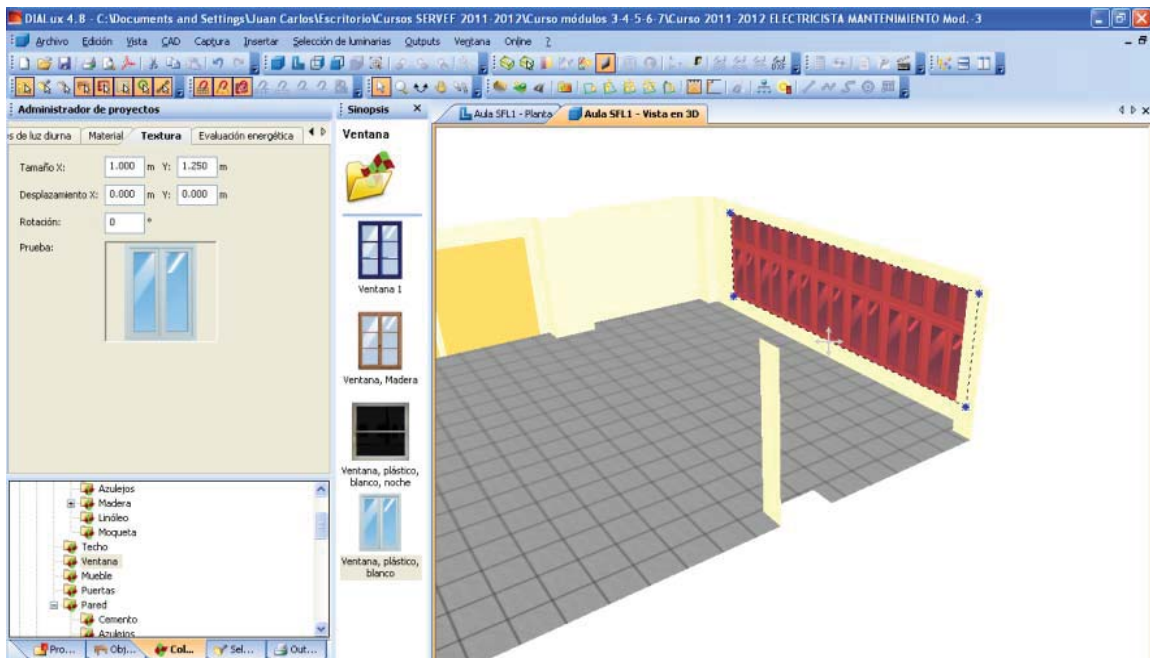 DIALux 4.8 - C:\Documents and Settings\Juan Carlos\Escritorio\Cursos SERVEF 2011-2012\Curso módulos 3-4-5-6-7\Curso 2011-2012 ELECTRICISTA MANTENIMIENTO Mod. -3
Archivo Edición Vista CAD Captura Insertar Selección de luminarias Outputs Ventana Online ?
Administrador de proyectos
Sinopsis
Aula SFL1 - Planta
Aula SFL1 - Vista en 3D
s de luz diurna Material Textura Evaluación energética
Ventana
Tamaño X: 1.000 m Y: 1.250 m
Desplazamiento X: 0.000 m Y: 0.000 m
Rotación: 0 °
Prueba:
Ventana 1
Ventana, Madera
Ventana, plástico, blanco, noche
Ventana, plástico, blanco
Azulejos
Madera
Linóleo
Moqueta
Techo
Ventana
Mueble
Puertas
Pared
Cemento
Azulejos
Pro... Obj... Col... Sel... Out...